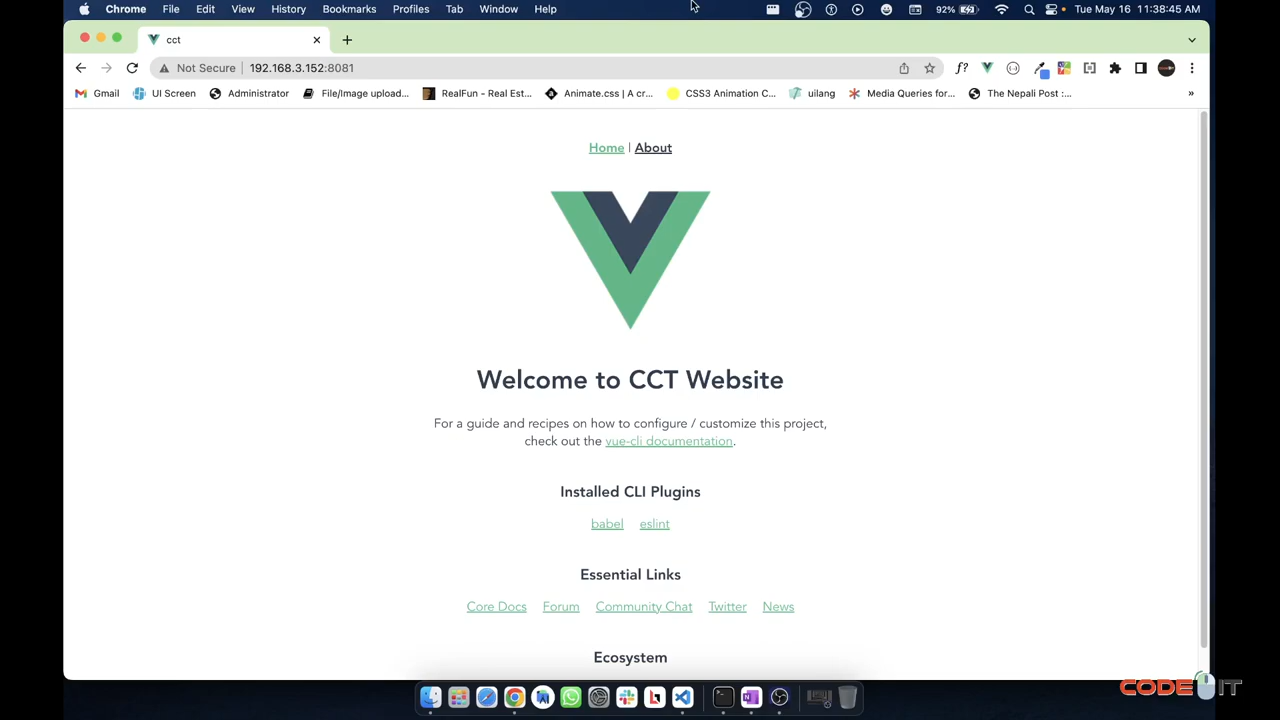 Chrome File Edit View History Bookmarks Profiles Tab Window Help 92% Tue May 16 11:38:45 AM
cct
Not Secure 192.168.3.152:8081 f?
Gmail UI Screen Administrator File/Image upload... RealFun - Real Est... Animate.css | A cr... CSS3 Animation C... uilang Media Queries for... The Nepali Post :... »
Home | About
Welcome to CCT Website
For a guide and recipes on how to configure / customize this project,
check out the vue-cli documentation.
Installed CLI Plugins
babel eslint
Essential Links
Core Docs Forum Community Chat Twitter News
Ecosystem
CODE IT